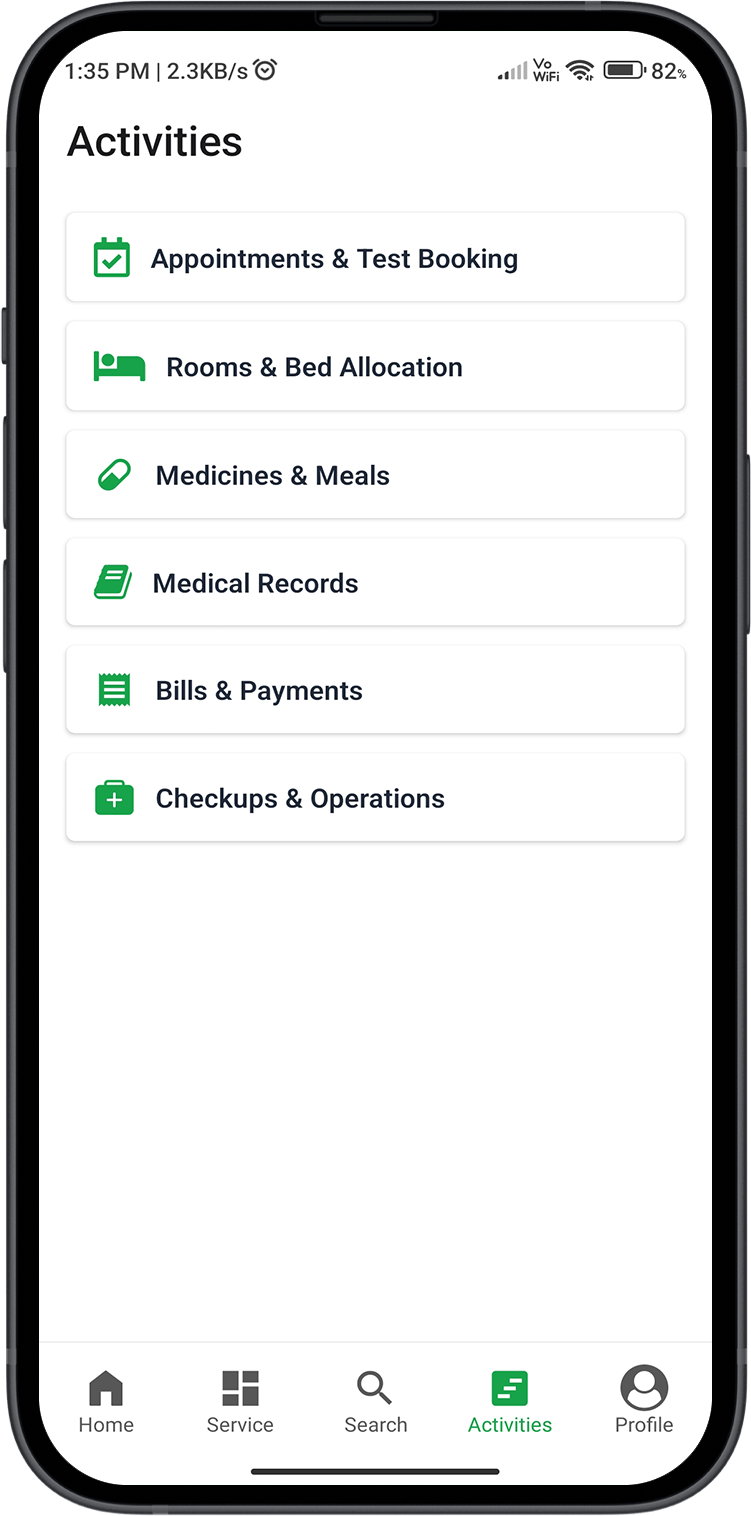 1:35 PM | 2.3KB/s Vo WiFi 82%
Activities
Appointments & Test Booking
Rooms & Bed Allocation
Medicines & Meals
Medical Records
Bills & Payments
Checkups & Operations
Home Service Search Activities Profile